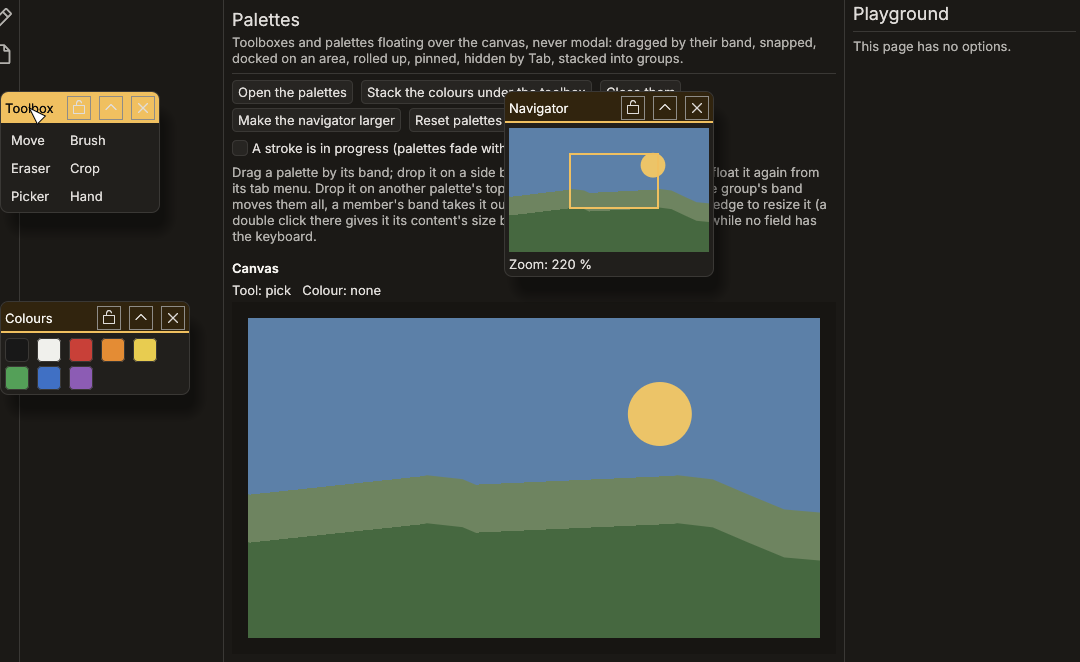 Palettes
Toolboxes and palettes floating over the canvas, never modal: dragged by their band, snapped,
docked on an area, rolled up, pinned, hidden by Tab, stacked into groups.
Open the palettes
Stack the colours under the toolbox
Close them
Make the navigator larger
Reset palettes
A stroke is in progress (palettes fade
Drag a palette by its band; drop it on a side
float it again from
its tab menu. Drop it on another palette's top
group's band
moves them all, a member's band takes it
edge to resize it (a
double click there gives it its content's size
while no field has
the keyboard.
Canvas
Tool: pick Colour: none
Toolbox
Move Brush
Eraser Crop
Picker Hand
Colours
Navigator
Zoom: 220 %
Playground
This page has no options.